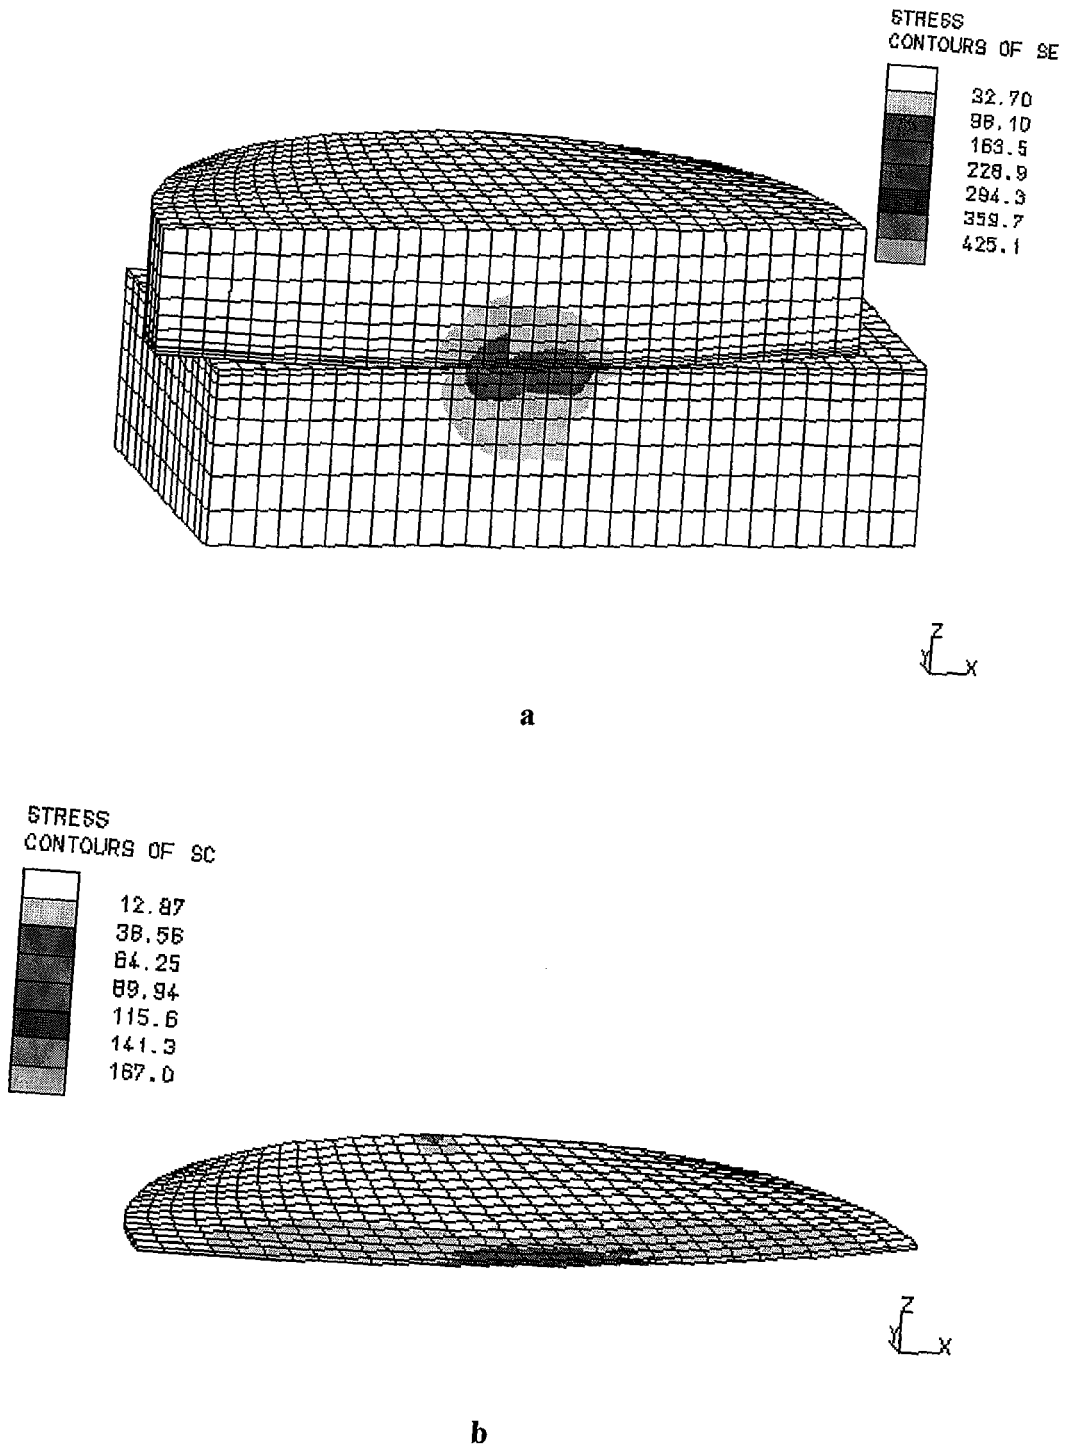 STRESS
CONTOURS OF SE
32.70
98.10
163.5
228.9
294.3
359.7
425.1
Z
Y
X
a
STRESS
CONTOURS OF SC
12.87
38.56
64.25
89.94
115.6
141.3
167.0
Z
Y
X
b